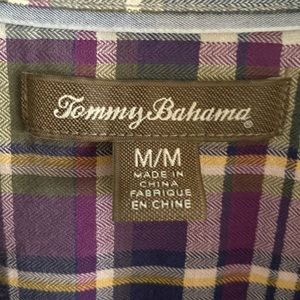 Tommy Bahama®
M/M
MADE IN
CHINA
FABRIQUE
EN CHINE